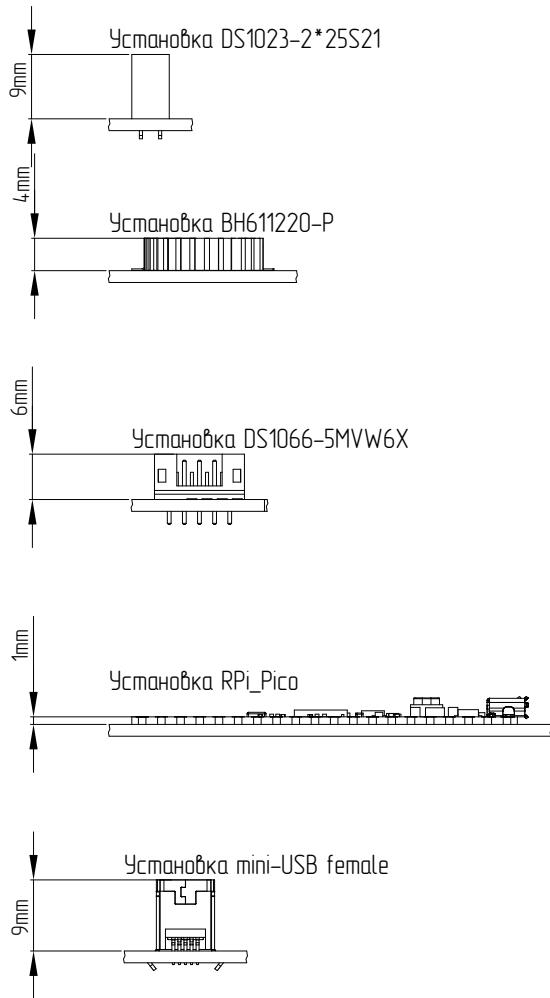 Установка DS1023-2*25S21
9mm
4mm
Установка BH611220-P
6mm
Установка DS1066-5MVW6X
1mm
Установка RPi_Pico
Установка mini-USB female
9mm